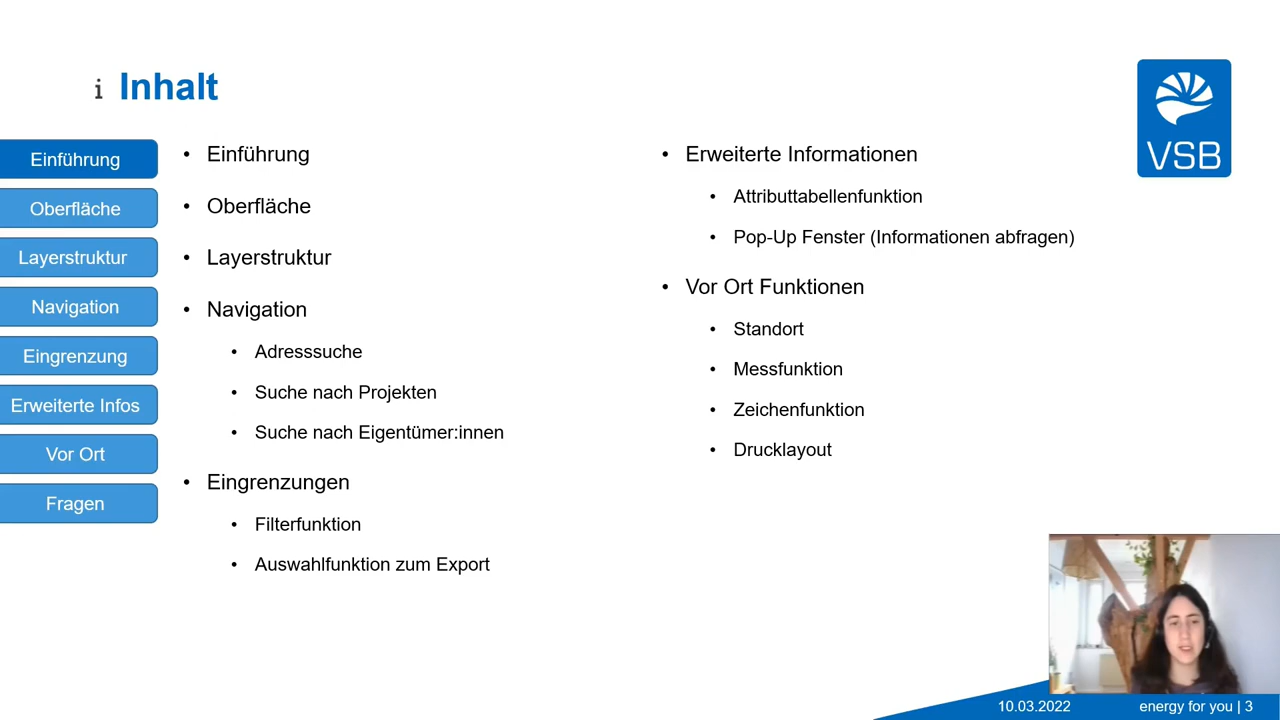 i Inhalt
VSB
Einführung
Oberfläche
Layerstruktur
Navigation
Eingrenzung
Erweiterte Infos
Vor Ort
Fragen
• Einführung
• Oberfläche
• Layerstruktur
• Navigation
• Adresssuche
• Suche nach Projekten
• Suche nach Eigentümer:innen
• Eingrenzungen
• Filterfunktion
• Auswahlfunktion zum Export
• Erweiterte Informationen
• Attributtabellenfunktion
• Pop-Up Fenster (Informationen abfragen)
• Vor Ort Funktionen
• Standort
• Messfunktion
• Zeichenfunktion
• Drucklayout
10.03.2022 energy for you | 3